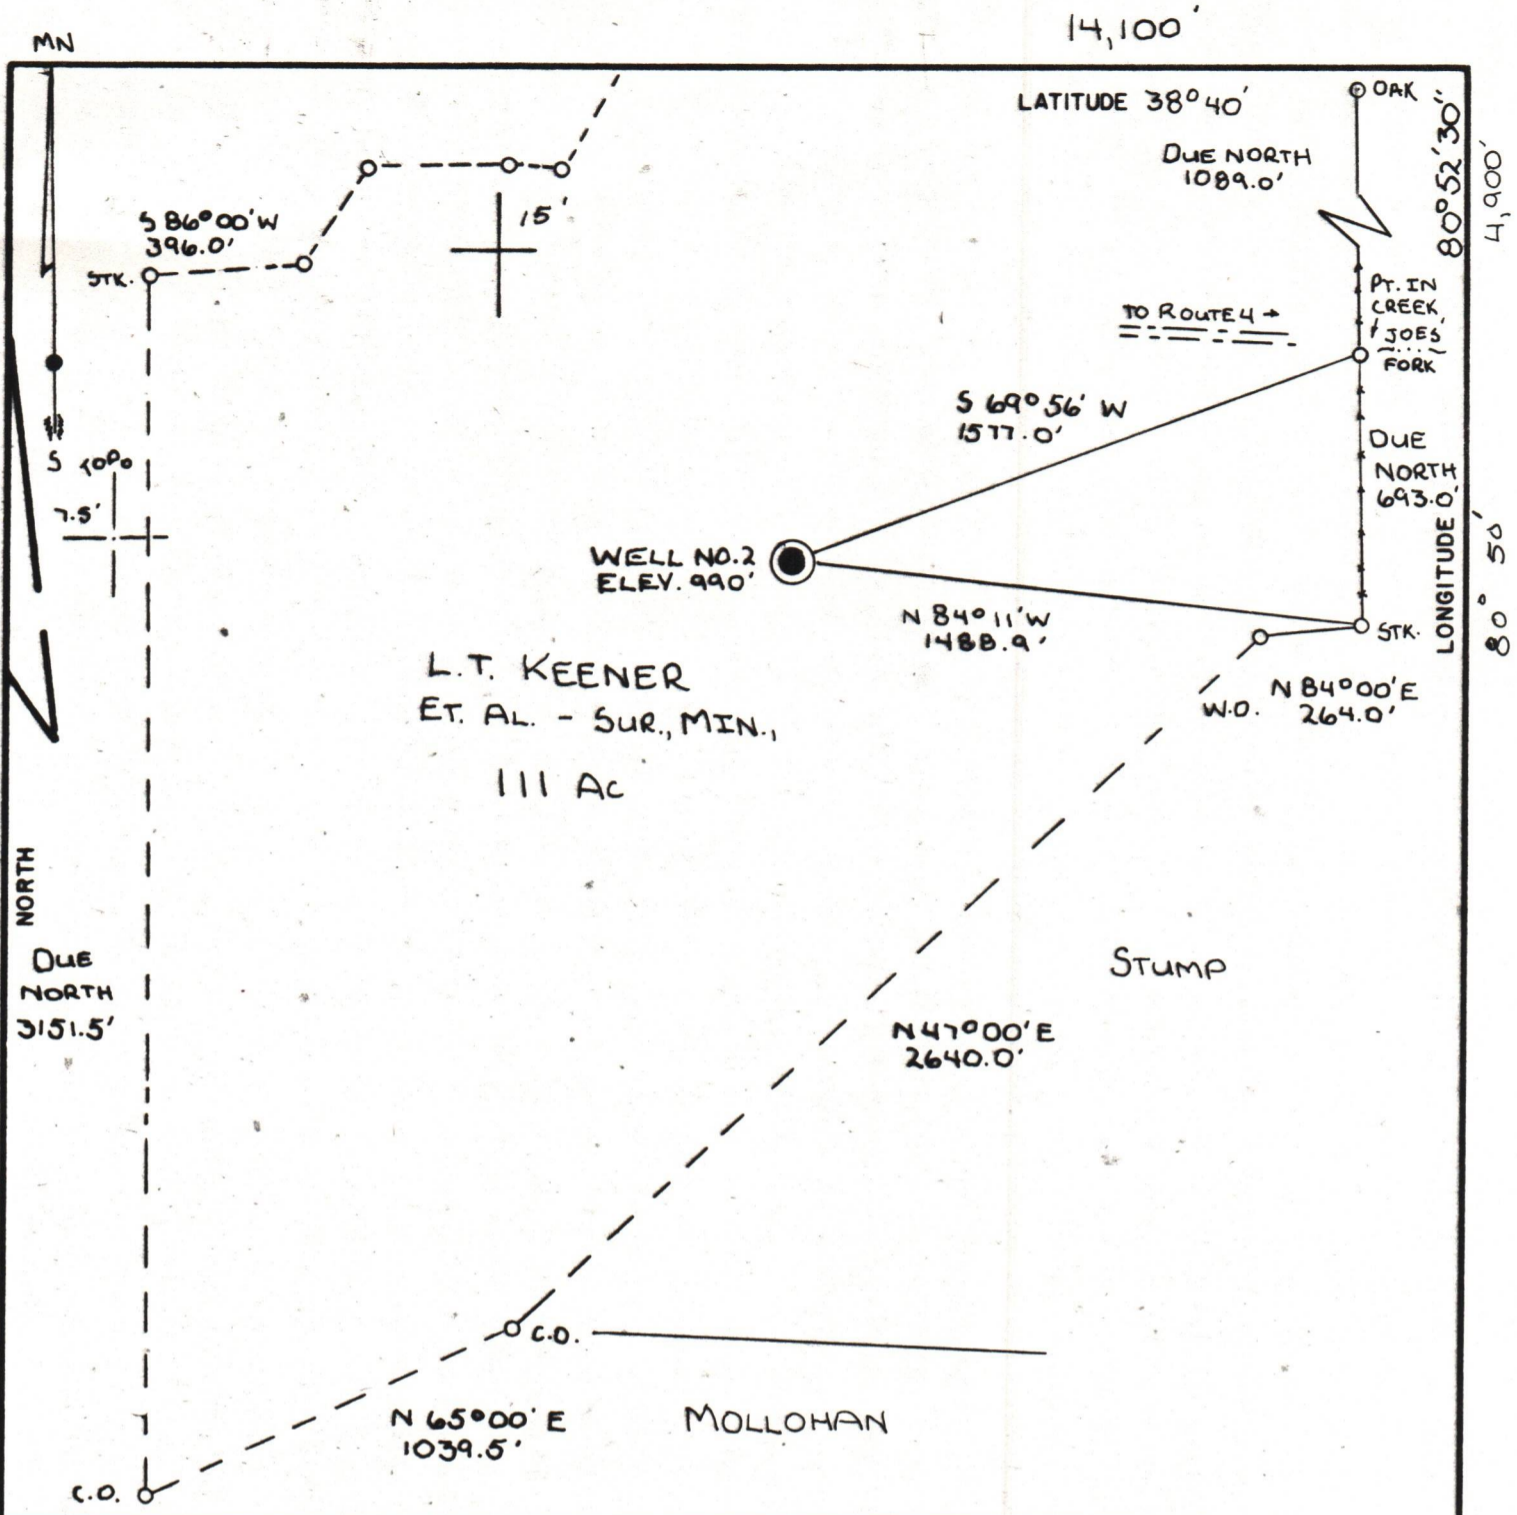 14,100'
MN
LATITUDE 38°40'
OAK
80°52'30"
4,900'
DUE NORTH
1089.0'
S 86°00'W
396.0'
15'
STK.
PT. IN
CREEK,
JOES'
FORK
TO ROUTE 4 →
S 69°56' W
1577.0'
DUE
NORTH
693.0'
S TOPO
7.5'
WELL NO.2
ELEV. 990'
N 84°11'W
1488.9'
STK.
LONGITUDE
80° 50'
N 84°00'E
264.0'
W.O.
L.T. KEENER
ET. AL. - SUR., MIN.,
111 AC
NORTH
DUE
NORTH
3151.5'
STUMP
N 47°00'E
2640.0'
C.O.
N 65°00' E
1039.5'
MOLLOHAN
C.O.